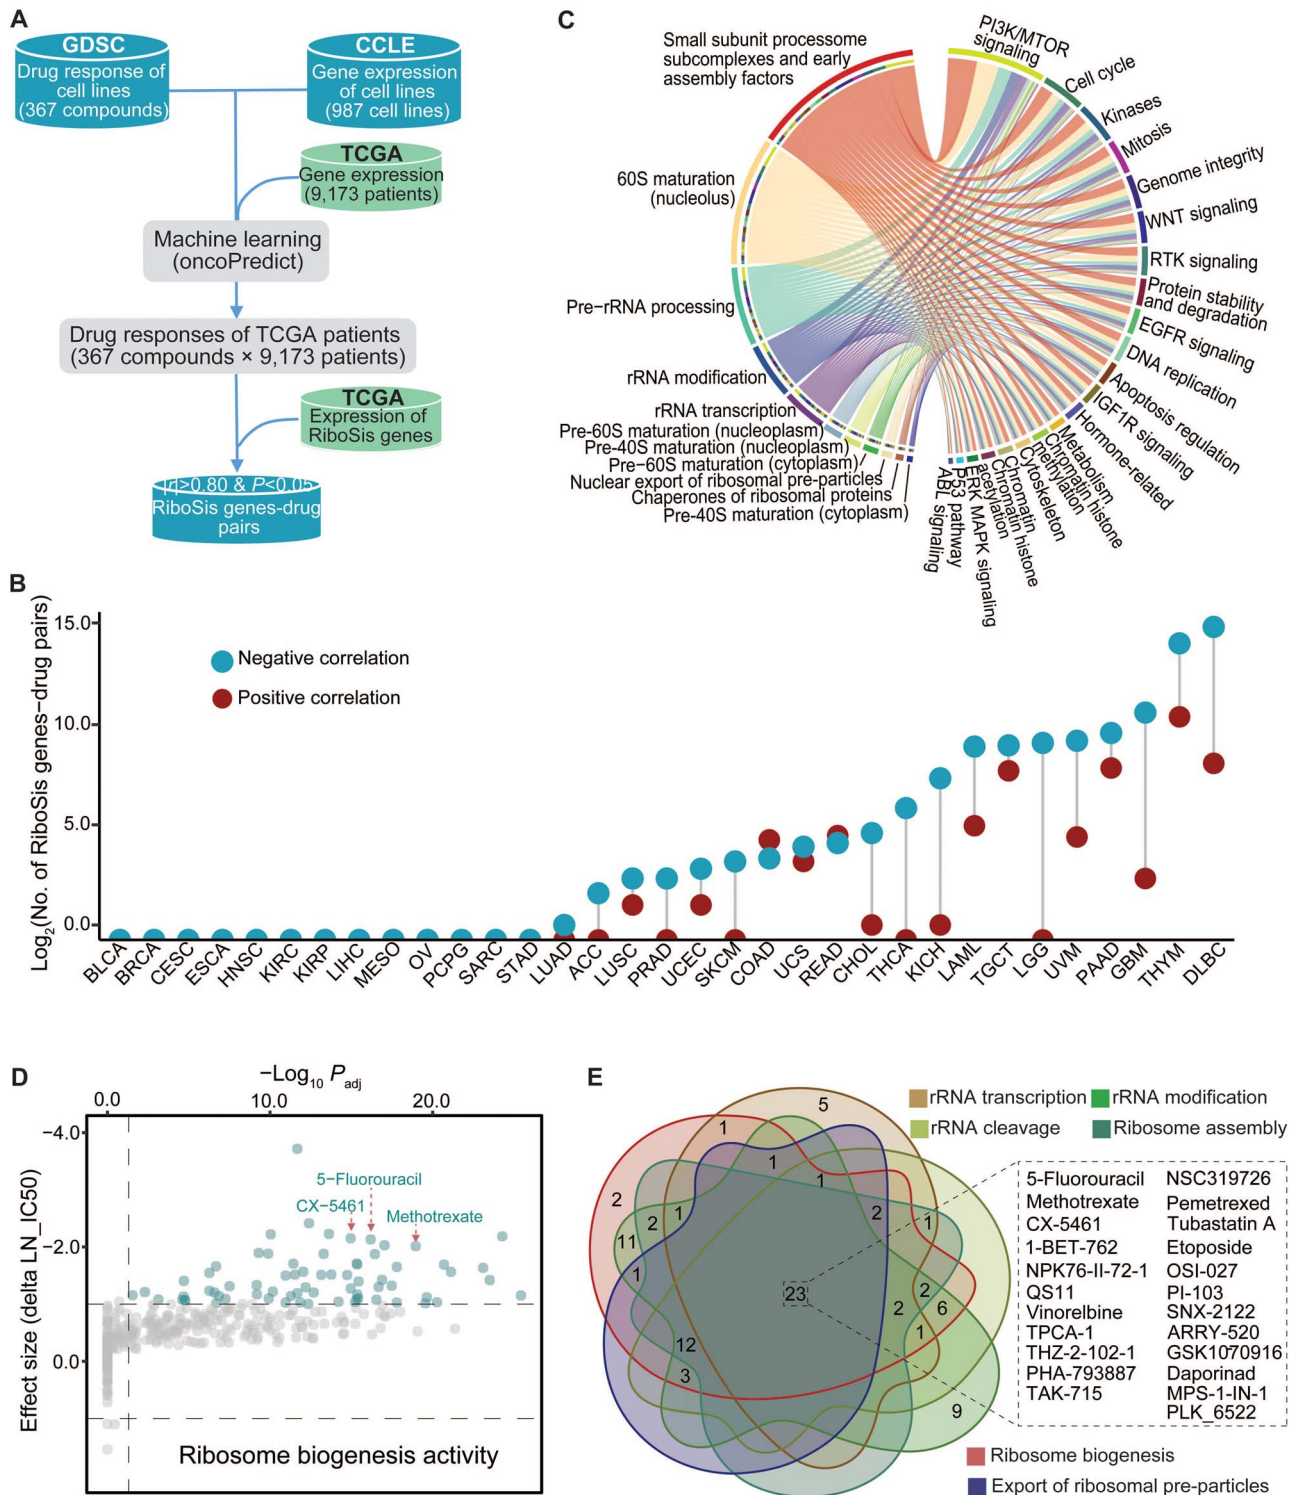 A
GDSC
Drug response of
cell lines
(367 compounds)
CCLE
Gene expression
of cell lines
(987 cell lines)
TCGA
Gene expression
(9,173 patients)
Machine learning
(oncoPredict)
Drug responses of TCGA patients
(367 compounds × 9,173 patients)
TCGA
Expression of
RiboSis genes
|r|>0.80 & P<0.05
RiboSis genes-drug
pairs
C
Small subunit processome
subcomplexes and early
assembly factors
60S maturation
(nucleolus)
Pre−rRNA processing
rRNA modification
rRNA transcription
Pre-60S maturation (nucleoplasm)
Pre-40S maturation (nucleoplasm)
Pre−60S maturation (cytoplasm)
Nuclear export of ribosomal pre-particles
Chaperones of ribosomal proteins
Pre-40S maturation (cytoplasm)
PI3K/MTOR
signaling
Cell cycle
Kinases
Mitosis
Genome integrity
WNT signaling
RTK signaling
Protein stability
and degradation
EGFR signaling
DNA replication
Apoptosis regulation
IGF1R signaling
Hormone-related
Metabolism
Chromatin histone
methylation
Cytoskeleton
Chromatin
Chromatin histone
acetylation
ERK MAPK signaling
P53 pathway
ABL signaling
B
Log2(No. of RiboSis genes−drug pairs)
15.0
10.0
5.0
0.0
Negative correlation
Positive correlation
BLCA
BRCA
CESC
ESCA
HNSC
KIRC
KIRP
LIHC
MESO
OV
PCPG
SARC
STAD
LUAD
ACC
LUSC
PRAD
UCEC
SKCM
COAD
UCS
READ
CHOL
THCA
KICH
LAML
TGCT
LGG
UVM
PAAD
GBM
THYM
DLBC
D
−Log10 Padj
0.0
10.0
20.0
Effect size (delta LN_IC50)
−4.0
−2.0
0.0
5-Fluorouracil
CX−5461
Methotrexate
Ribosome biogenesis activity
E
rRNA transcription
rRNA modification
rRNA cleavage
Ribosome assembly
5
1
1
1
2
2
1
2
1
11
1
23
2
2
6
1
12
3
9
5-Fluorouracil
Methotrexate
CX-5461
1-BET-762
NPK76-II-72-1
QS11
Vinorelbine
TPCA-1
THZ-2-102-1
PHA-793887
TAK-715
NSC319726
Pemetrexed
Tubastatin A
Etoposide
OSI-027
PI-103
SNX-2122
ARRY-520
GSK1070916
Daporinad
MPS-1-IN-1
PLK_6522
Ribosome biogenesis
Export of ribosomal pre-particles